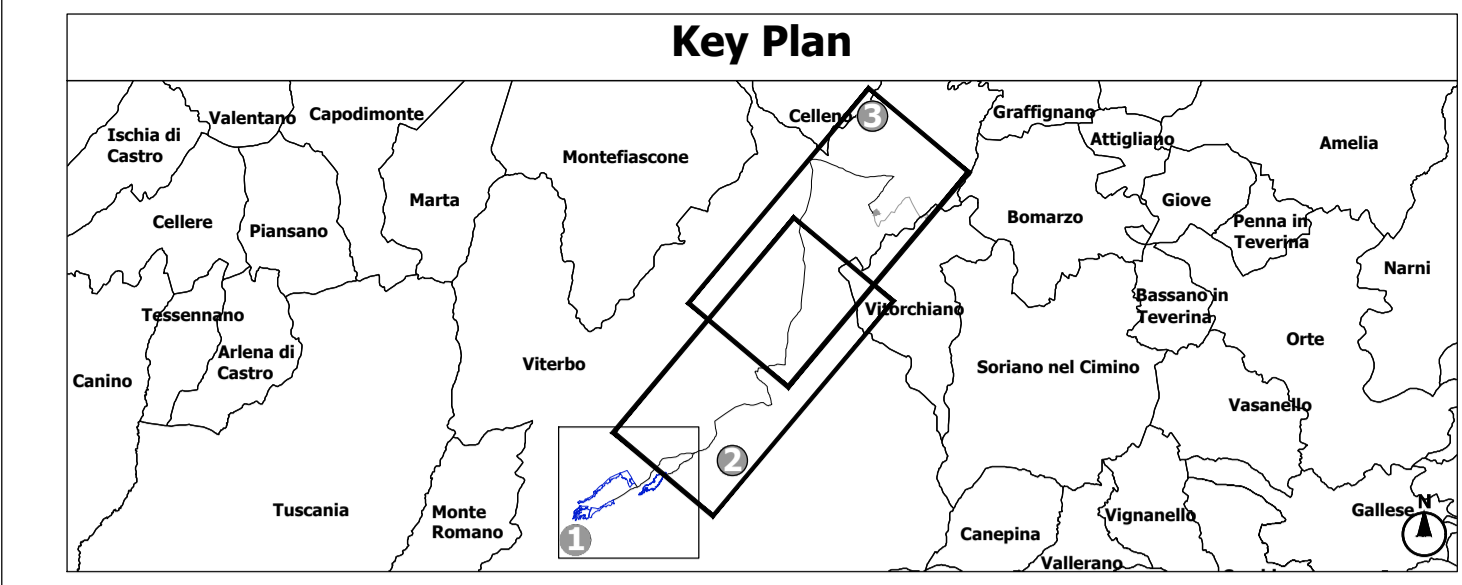 Key Plan
Ischia di
Castro
Valentano
Capodimonte
Celleno
3
Graffignano
Attigliano
Amelia
Montefiascone
Marta
Cellere
Piansano
Giove
Bomarzo
Penna in
Teverina
Narni
Tessennano
Arlena di
Castro
Canino
Viterbo
Vitorchiano
Bassano in
Teverina
Orte
Soriano nel Cimino
Vasanello
2
Tuscania
Monte
Romano
1
Canepina
Vignanello
Vallerano
Gallese
N